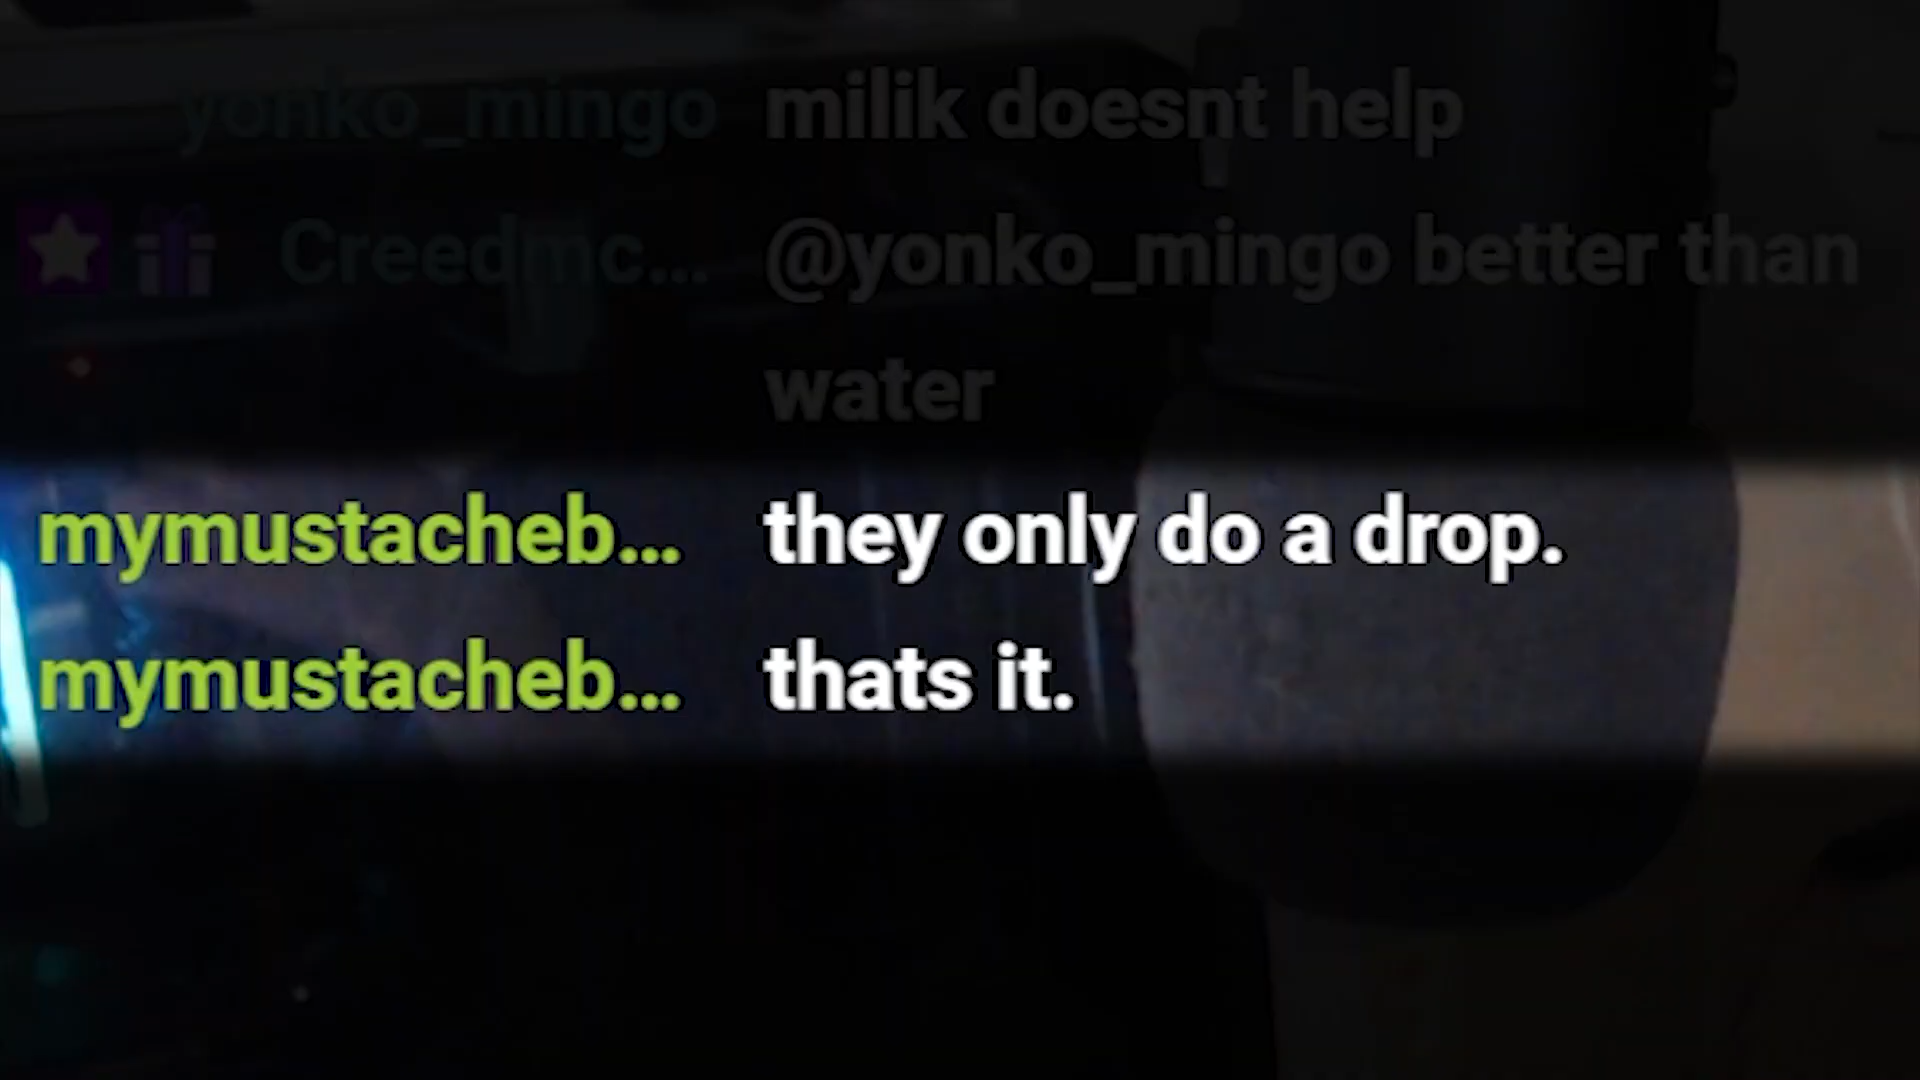 yonko_mingo milik doesnt help
Creedmc... @yonko_mingo better than
water
mymustacheb... they only do a drop.
mymustacheb... thats it.